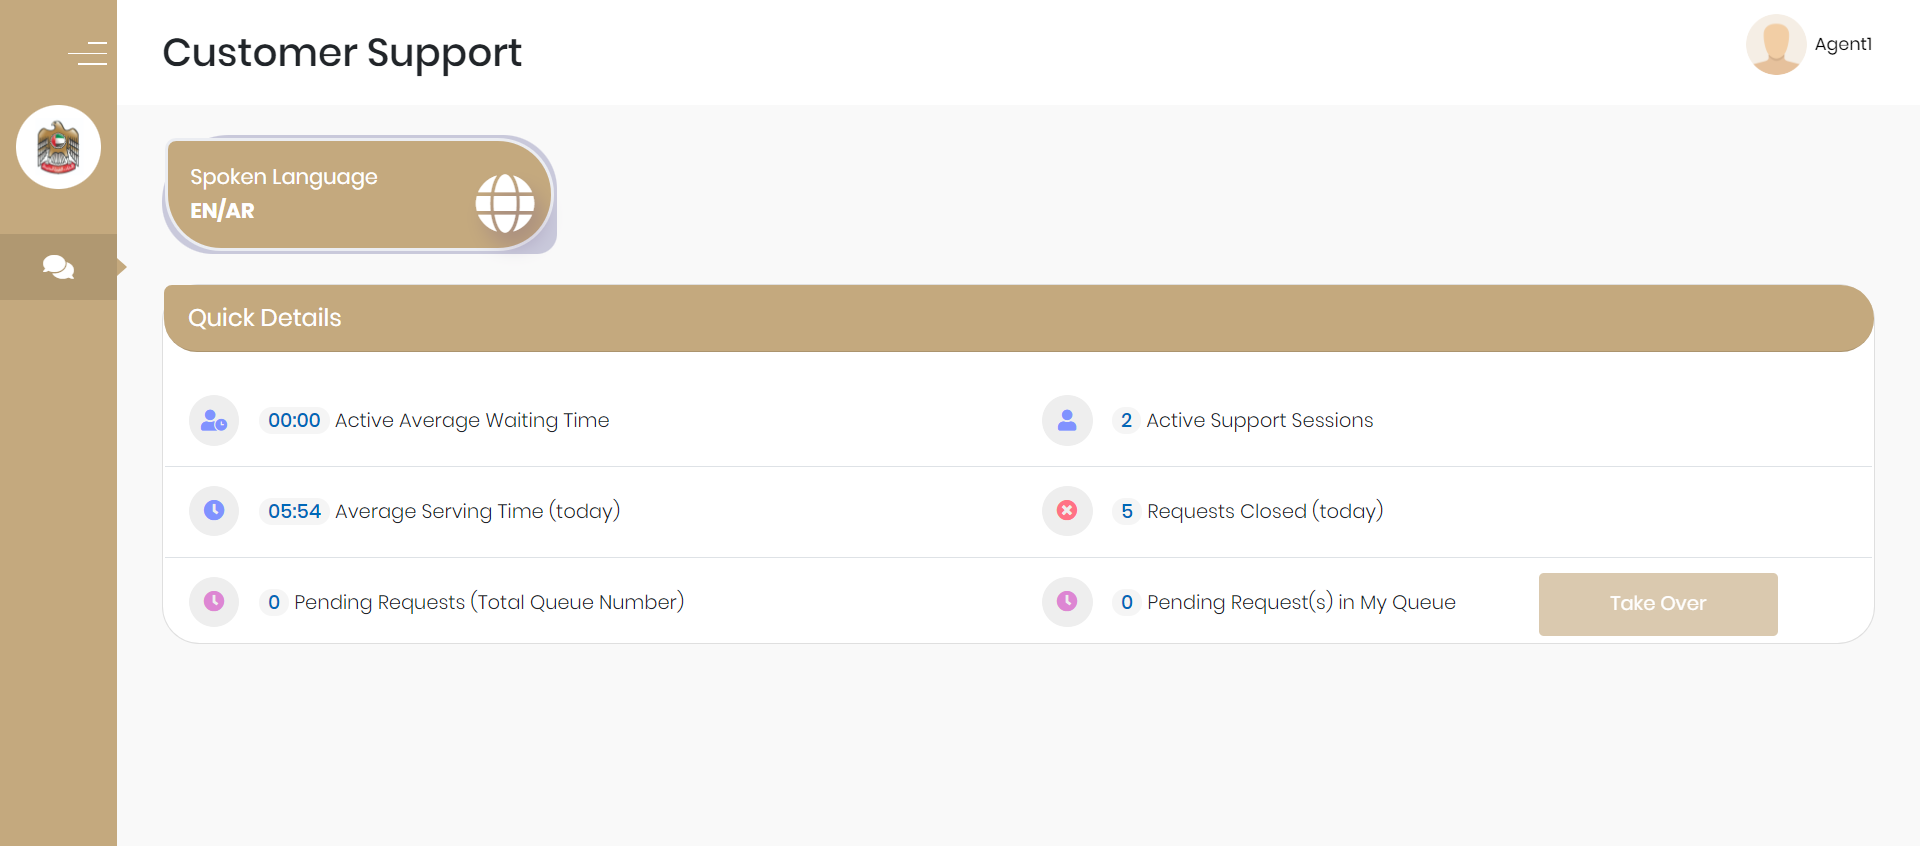 Customer Support
Agent1
Spoken Language
EN/AR
Quick Details
00:00 Active Average Waiting Time
2 Active Support Sessions
05:54 Average Serving Time (today)
5 Requests Closed (today)
0 Pending Requests (Total Queue Number)
0 Pending Request(s) in My Queue
Take Over